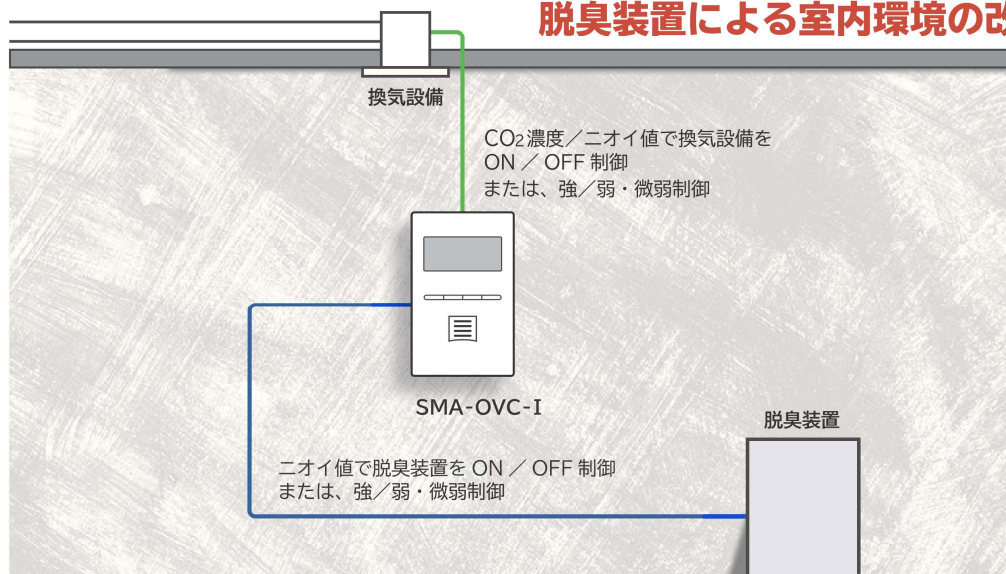 脱臭装置による室内環境の改
換気設備
CO2濃度／ニオイ値で換気設備を
ON ／ OFF 制御
または、強／弱・微弱制御
SMA-OVC-I
脱臭装置
ニオイ値で脱臭装置を ON ／ OFF 制御
または、強／弱・微弱制御